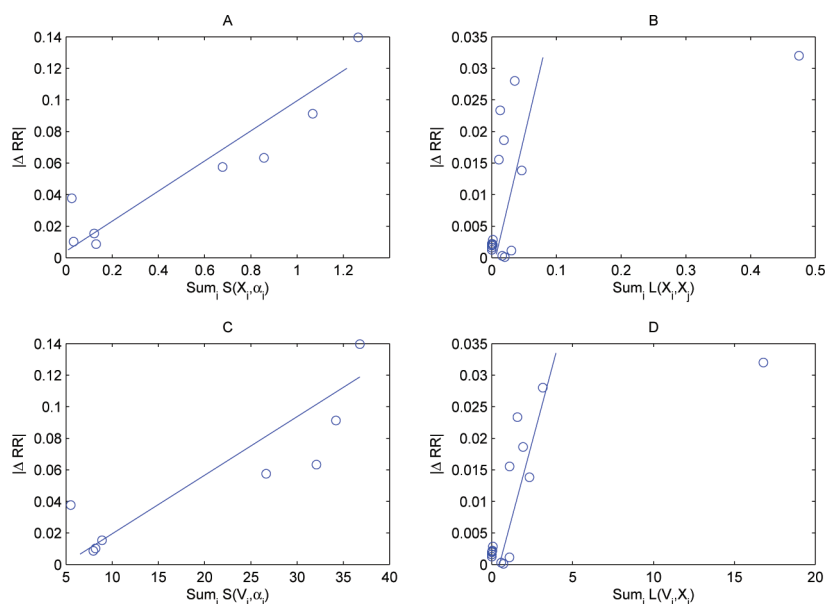 A
|Δ RR|
0.14
0.12
0.1
0.08
0.06
0.04
0.02
0
0 0.2 0.4 0.6 0.8 1 1.2
Sum_i S(X_i,α_i)
B
|Δ RR|
0.035
0.03
0.025
0.02
0.015
0.01
0.005
0
0 0.1 0.2 0.3 0.4 0.5
Sum_i L(X_i,X_j)
C
|Δ RR|
0.14
0.12
0.1
0.08
0.06
0.04
0.02
0
5 10 15 20 25 30 35 40
Sum_i S(V_i,α_i)
D
|Δ RR|
0.035
0.03
0.025
0.02
0.015
0.01
0.005
0
0 5 10 15 20
Sum_i L(V_i,X_i)